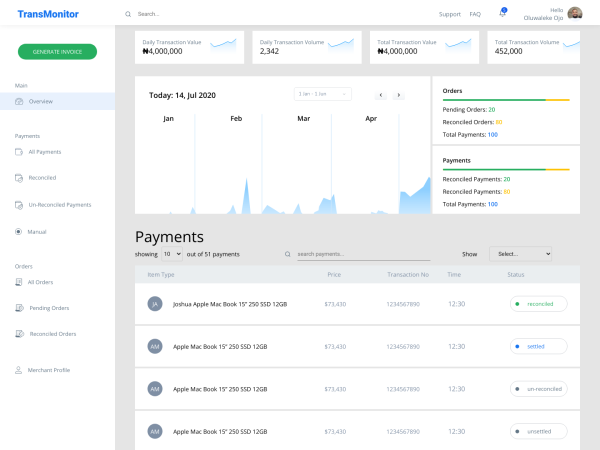 TransMonitor
Search...
Support
FAQ
Hello
Oluwaleke Ojo
GENERATE INVOICE
Main
Overview
Payments
All Payments
Reconciled
Un-Reconciled Payments
Manual
Orders
All Orders
Pending Orders
Reconciled Orders
Merchant Profile
Daily Transaction Value
₦4,000,000
Daily Transaction Volume
2,342
Total Transaction Value
₦4,000,000
Total Transaction Volume
452,000
Today: 14, Jul 2020
1 Jan - 1 Jun
Jan Feb Mar Apr
Orders
Pending Orders: 20
Reconciled Orders: 80
Total Payments: 100
Payments
Reconciled Payments: 20
Reconciled Payments: 80
Total Payments: 100
Payments
showing 10 out of 51 payments
search payments...
Show Select...
Item Type Price Transaction No Time Status
JA Joshua Apple Mac Book 15” 250 SSD 12GB $73,430 1234567890 12:30 reconciled
AM Apple Mac Book 15” 250 SSD 12GB $73,430 1234567890 12:30 settled
AM Apple Mac Book 15” 250 SSD 12GB $73,430 1234567890 12:30 un-reconciled
AM Apple Mac Book 15” 250 SSD 12GB $73,430 1234567890 12:30 unsettled